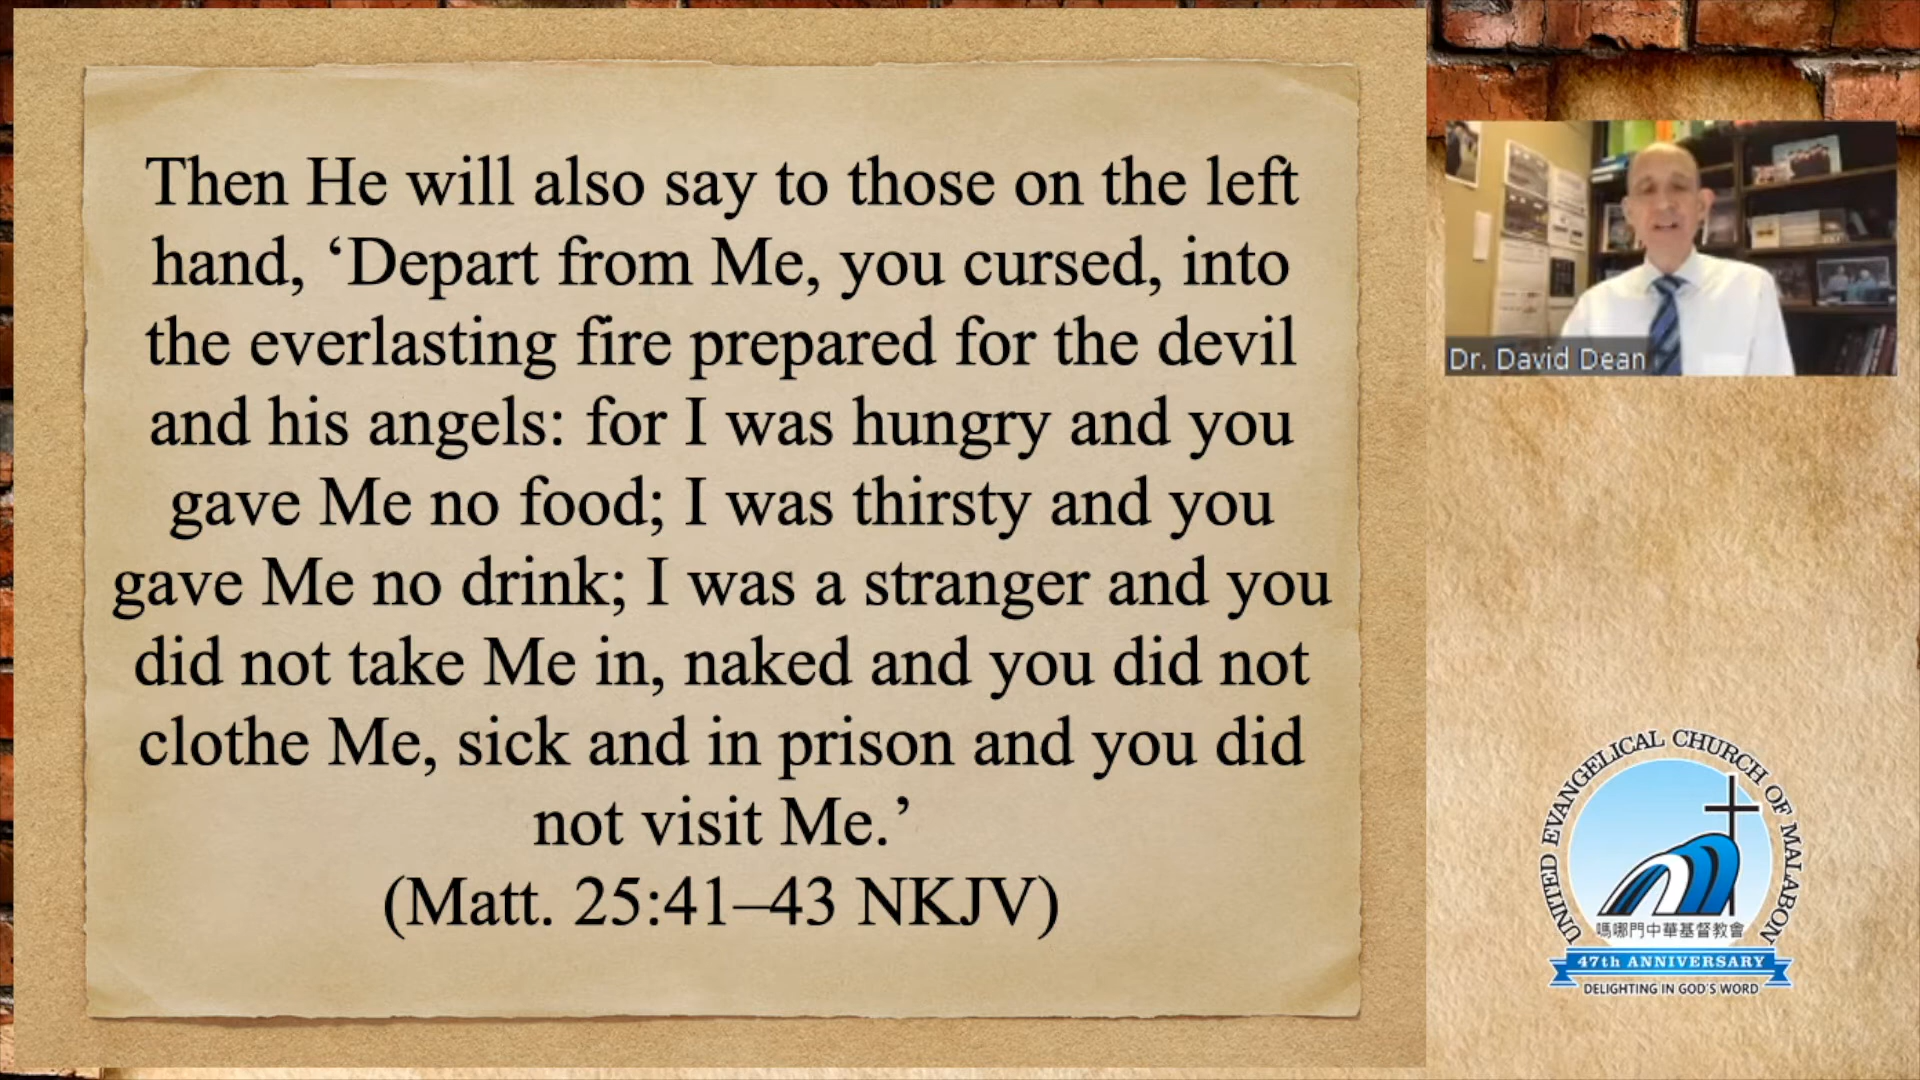 Then He will also say to those on the left
hand, ‘Depart from Me, you cursed, into
the everlasting fire prepared for the devil
and his angels: for I was hungry and you
gave Me no food; I was thirsty and you
gave Me no drink; I was a stranger and you
did not take Me in, naked and you did not
clothe Me, sick and in prison and you did
not visit Me.’
(Matt. 25:41–43 NKJV)
Dr. David Dean
UNITED EVANGELICAL CHURCH OF MALABON
嗎哪門中華基督教會
47th ANNIVERSARY
DELIGHTING IN GOD'S WORD